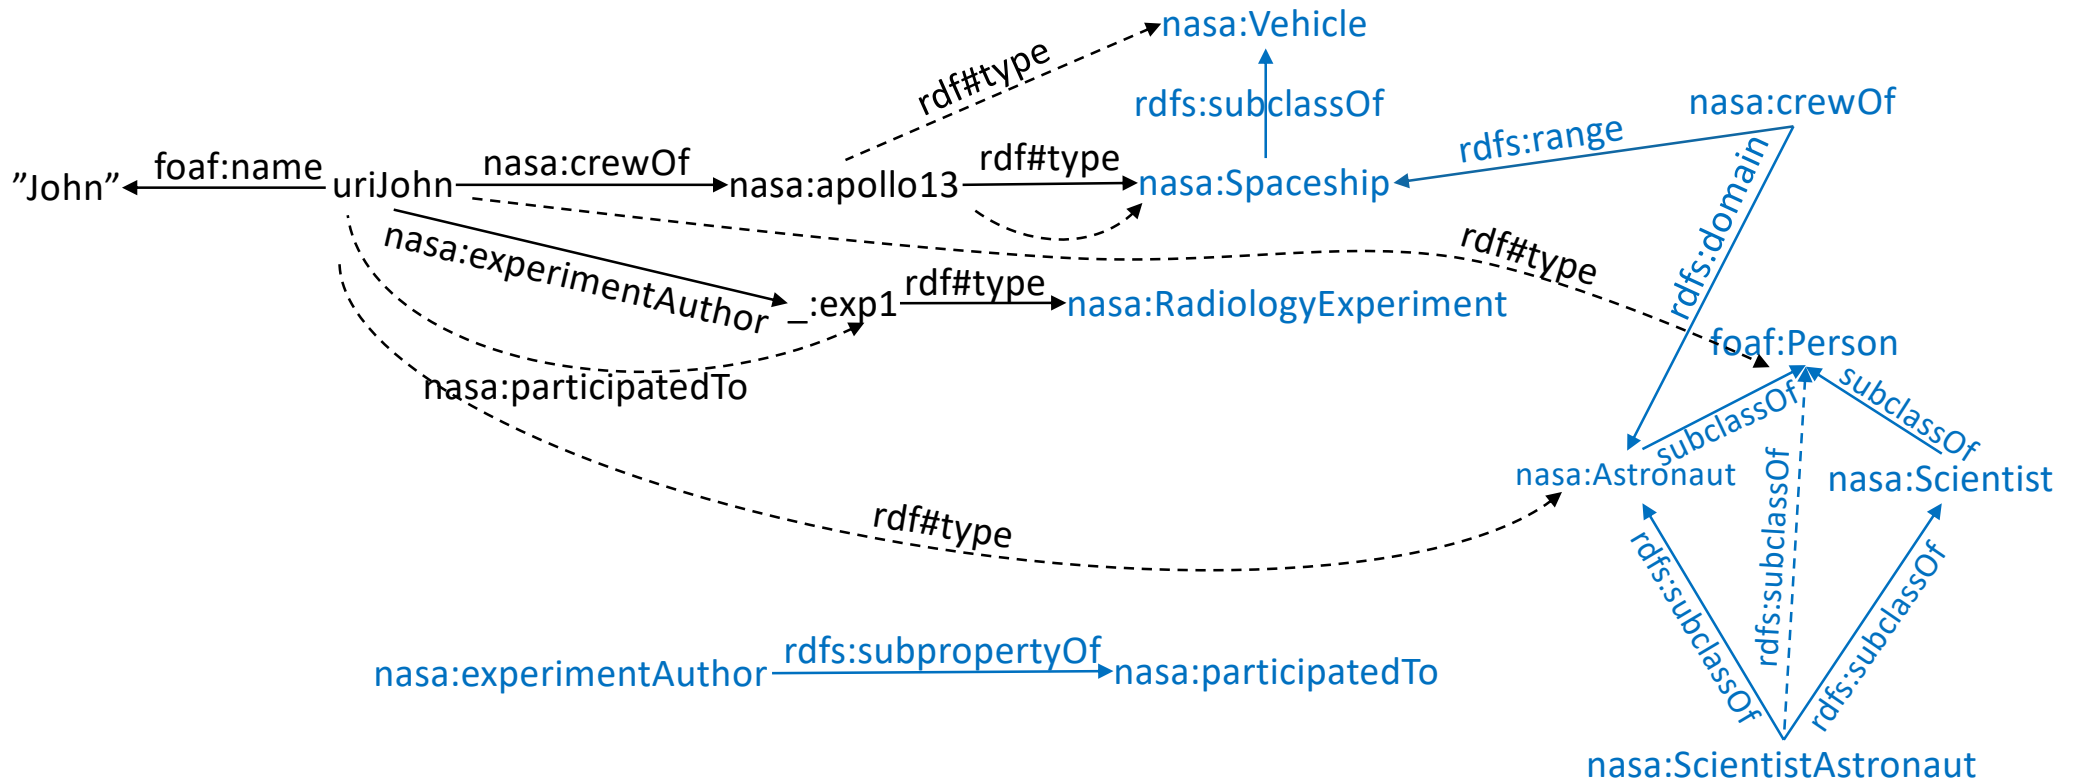 nasa:Vehicle
rdf#type
rdfs:subclassOf
nasa:crewOf
rdfs:range
"John"
foaf:name
uriJohn
nasa:crewOf
nasa:apollo13
rdf#type
nasa:Spaceship
rdfs:domain
nasa:experimentAuthor
_:exp1
rdf#type
nasa:RadiologyExperiment
rdf#type
foaf:Person
nasa:participatedTo
subclassOf
subclassOf
nasa:Astronaut
nasa:Scientist
rdf#type
rdfs:subclassOf
rdfs:subclassOf
rdfs:subclassOf
nasa:experimentAuthor
rdfs:subpropertyOf
nasa:participatedTo
nasa:ScientistAstronaut